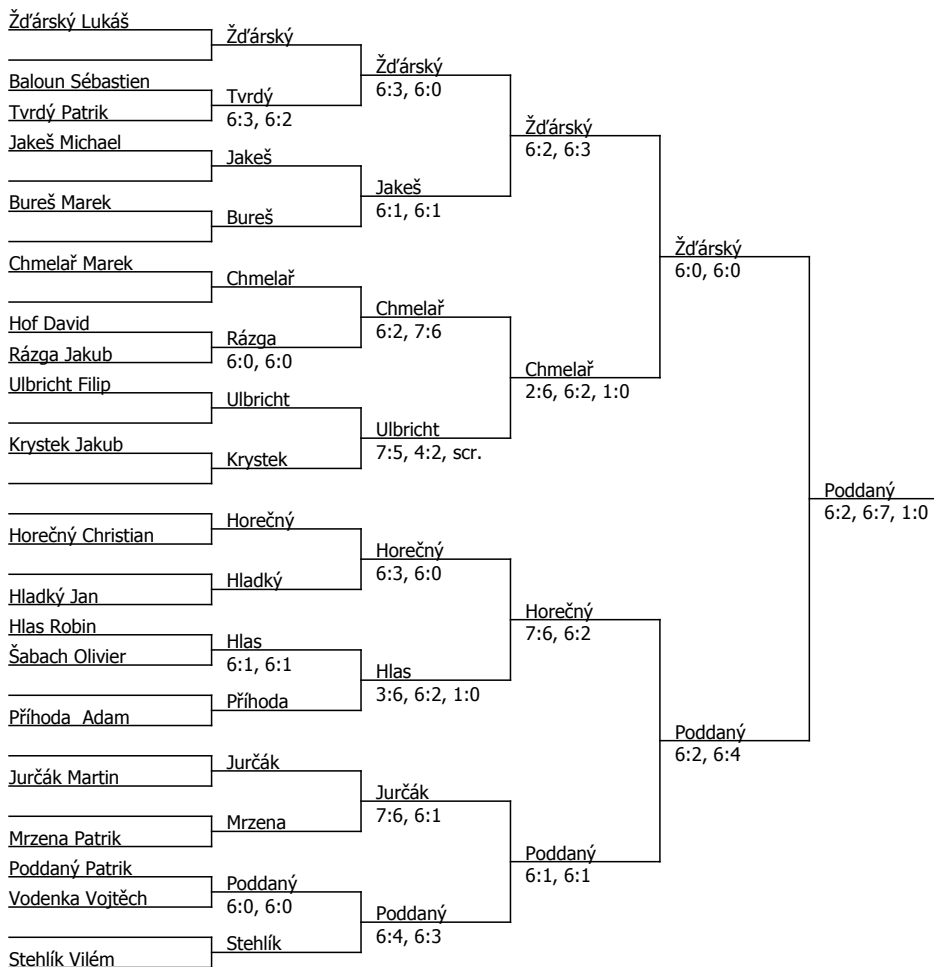 Žďárský Lukáš
Žďárský
Žďárský
6:3, 6:0
Baloun Sébastien
Tvrdý
Tvrdý Patrik
6:3, 6:2
Žďárský
6:2, 6:3
Jakeš Michael
Jakeš
Jakeš
6:1, 6:1
Bureš Marek
Bureš
Žďárský
6:0, 6:0
Chmelař Marek
Chmelař
Chmelař
6:2, 7:6
Hof David
Rázga
Rázga Jakub
6:0, 6:0
Chmelař
2:6, 6:2, 1:0
Ulbricht Filip
Ulbricht
Ulbricht
7:5, 4:2, scr.
Krystek Jakub
Krystek
Poddaný
6:2, 6:7, 1:0
Horečný
Horečný Christian
Horečný
6:3, 6:0
Hladký
Hladký Jan
Horečný
7:6, 6:2
Hlas Robin
Hlas
Šabach Olivier
6:1, 6:1
Hlas
3:6, 6:2, 1:0
Příhoda
Příhoda Adam
Poddaný
6:2, 6:4
Jurčák
Jurčák Martin
Jurčák
7:6, 6:1
Mrzena
Mrzena Patrik
Poddaný
6:1, 6:1
Poddaný Patrik
Poddaný
Vodenka Vojtěch
6:0, 6:0
Poddaný
6:4, 6:3
Stehlík
Stehlík Vilém